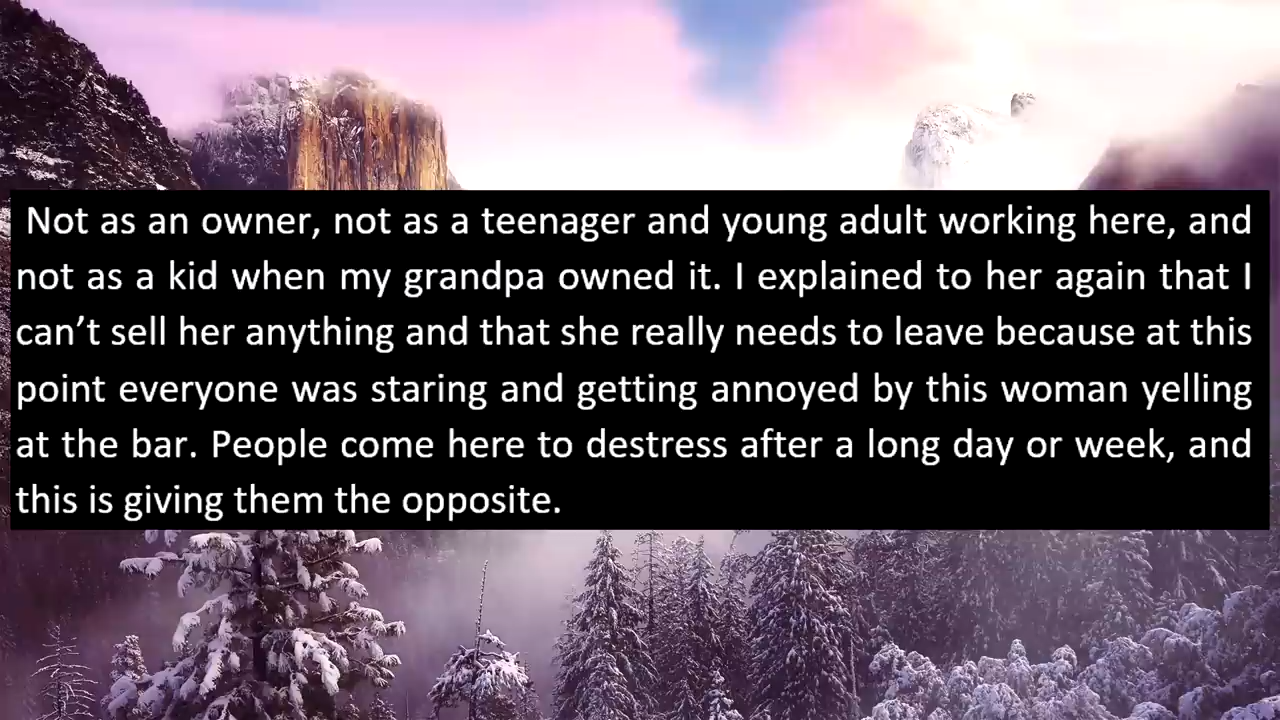 Not as an owner, not as a teenager and young adult working here, and
not as a kid when my grandpa owned it. I explained to her again that I
can’t sell her anything and that she really needs to leave because at this
point everyone was staring and getting annoyed by this woman yelling
at the bar. People come here to destress after a long day or week, and
this is giving them the opposite.